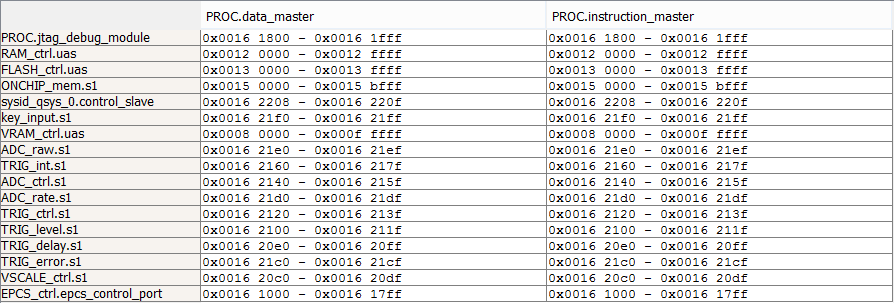 PROC.data_master PROC.instruction_master
PROC.jtag_debug_module 0x0016 1800 - 0x0016 1fff 0x0016 1800 - 0x0016 1fff
RAM_ctrl.uas 0x0012 0000 - 0x0012 ffff 0x0012 0000 - 0x0012 ffff
FLASH_ctrl.uas 0x0013 0000 - 0x0013 ffff 0x0013 0000 - 0x0013 ffff
ONCHIP_mem.s1 0x0015 0000 - 0x0015 bfff 0x0015 0000 - 0x0015 bfff
sysid_qsys_0.control_slave 0x0016 2208 - 0x0016 220f 0x0016 2208 - 0x0016 220f
key_input.s1 0x0016 21f0 - 0x0016 21ff 0x0016 21f0 - 0x0016 21ff
VRAM_ctrl.uas 0x0008 0000 - 0x000f ffff 0x0008 0000 - 0x000f ffff
ADC_raw.s1 0x0016 21e0 - 0x0016 21ef 0x0016 21e0 - 0x0016 21ef
TRIG_int.s1 0x0016 2160 - 0x0016 217f 0x0016 2160 - 0x0016 217f
ADC_ctrl.s1 0x0016 2140 - 0x0016 215f 0x0016 2140 - 0x0016 215f
ADC_rate.s1 0x0016 21d0 - 0x0016 21df 0x0016 21d0 - 0x0016 21df
TRIG_ctrl.s1 0x0016 2120 - 0x0016 213f 0x0016 2120 - 0x0016 213f
TRIG_level.s1 0x0016 2100 - 0x0016 211f 0x0016 2100 - 0x0016 211f
TRIG_delay.s1 0x0016 20e0 - 0x0016 20ff 0x0016 20e0 - 0x0016 20ff
TRIG_error.s1 0x0016 21c0 - 0x0016 21cf 0x0016 21c0 - 0x0016 21cf
VSCALE_ctrl.s1 0x0016 20c0 - 0x0016 20df 0x0016 20c0 - 0x0016 20df
EPCS_ctrl.epcs_control_port 0x0016 1000 - 0x0016 17ff 0x0016 1000 - 0x0016 17ff